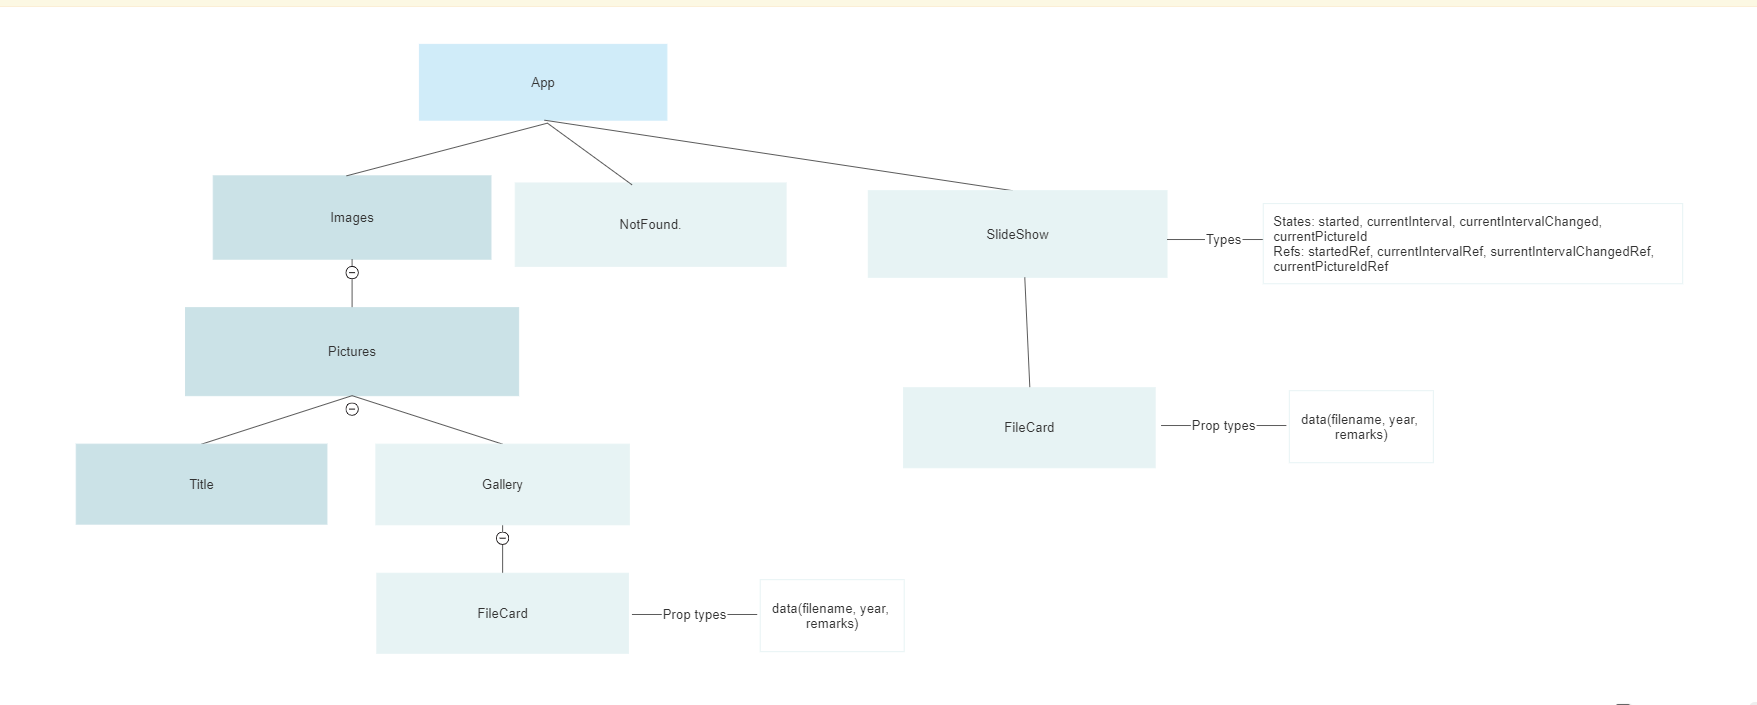 App
Images
NotFound.
SlideShow
Types
States: started, currentInterval, currentIntervalChanged,
currentPictureId
Refs: startedRef, currentIntervalRef, surrentIntervalChangedRef,
currentPictureIdRef
Pictures
FileCard
Prop types
data(filename, year,
remarks)
Title
Gallery
FileCard
Prop types
data(filename, year,
remarks)